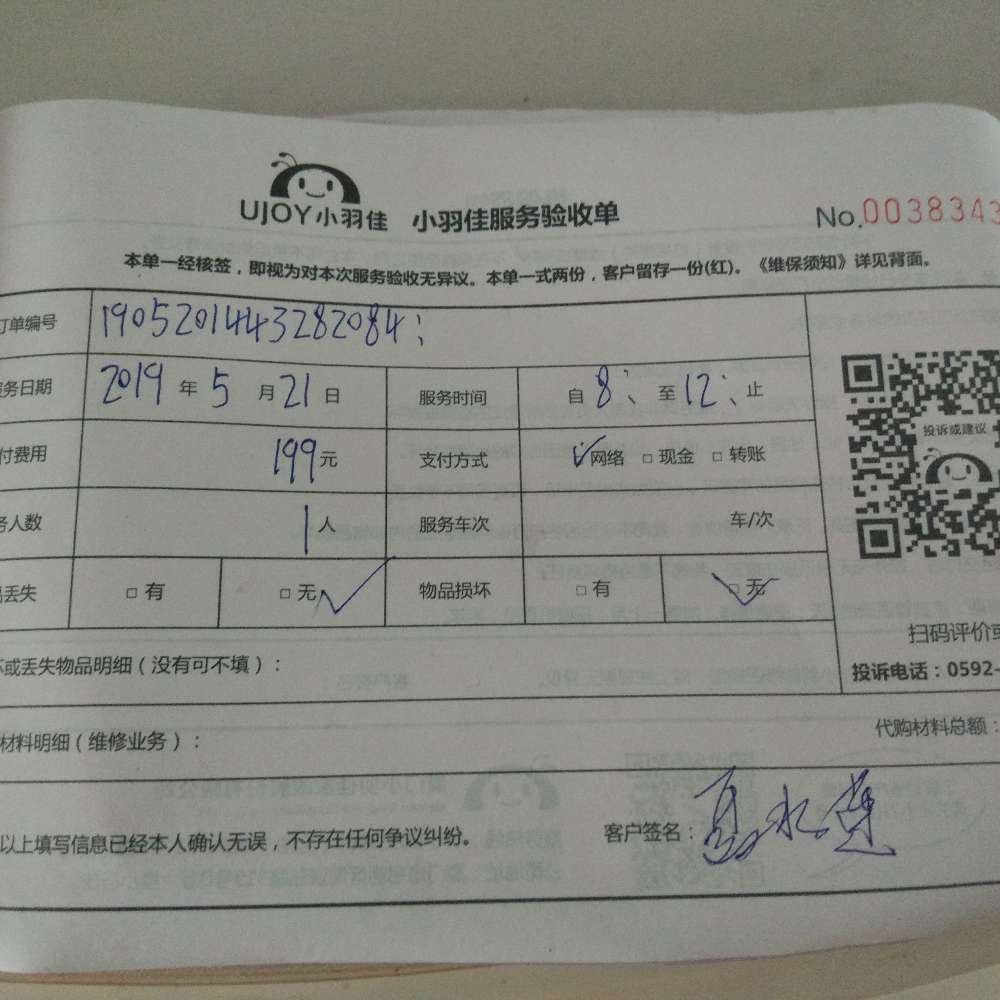 UJOY小羽佳 小羽佳服务验收单 No.0038343
本单一经核签，即视为对本次服务验收无异议。本单一式两份，客户留存一份(红)。《维保须知》详见背面。
订单编号 1905201443282084;
服务日期 2019 年 5 月 21 日 服务时间 自 8: 至 12: 止
付费用 199元 支付方式 ☑网络 □现金 □转账
务人数 1人 服务车次 车/次
品丢失 □有 □无✓ 物品损坏 □有 ☑无
投诉或建议
扫码评价或
坏或丢失物品明细（没有可不填）：
投诉电话：0592-
材料明细（维修业务）：
代购材料总额：
以上填写信息已经本人确认无误，不存在任何争议纠纷。 客户签名：